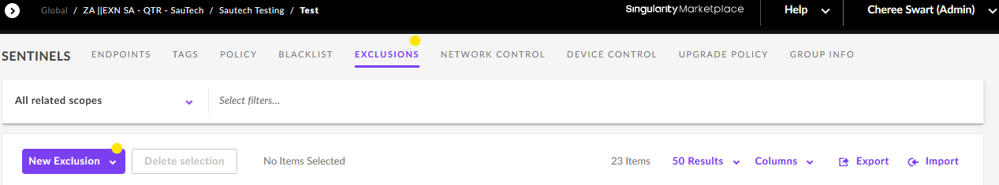 Global / ZA ||EXN SA - QTR - SauTech / Sautech Testing / Test
Singularity Marketplace
Help
Cheree Swart (Admin)
SENTINELS
ENDPOINTS
TAGS
POLICY
BLACKLIST
EXCLUSIONS
NETWORK CONTROL
DEVICE CONTROL
UPGRADE POLICY
GROUP INFO
All related scopes
Select filters...
New Exclusion
Delete selection
No Items Selected
23 Items
50 Results
Columns
Export
Import